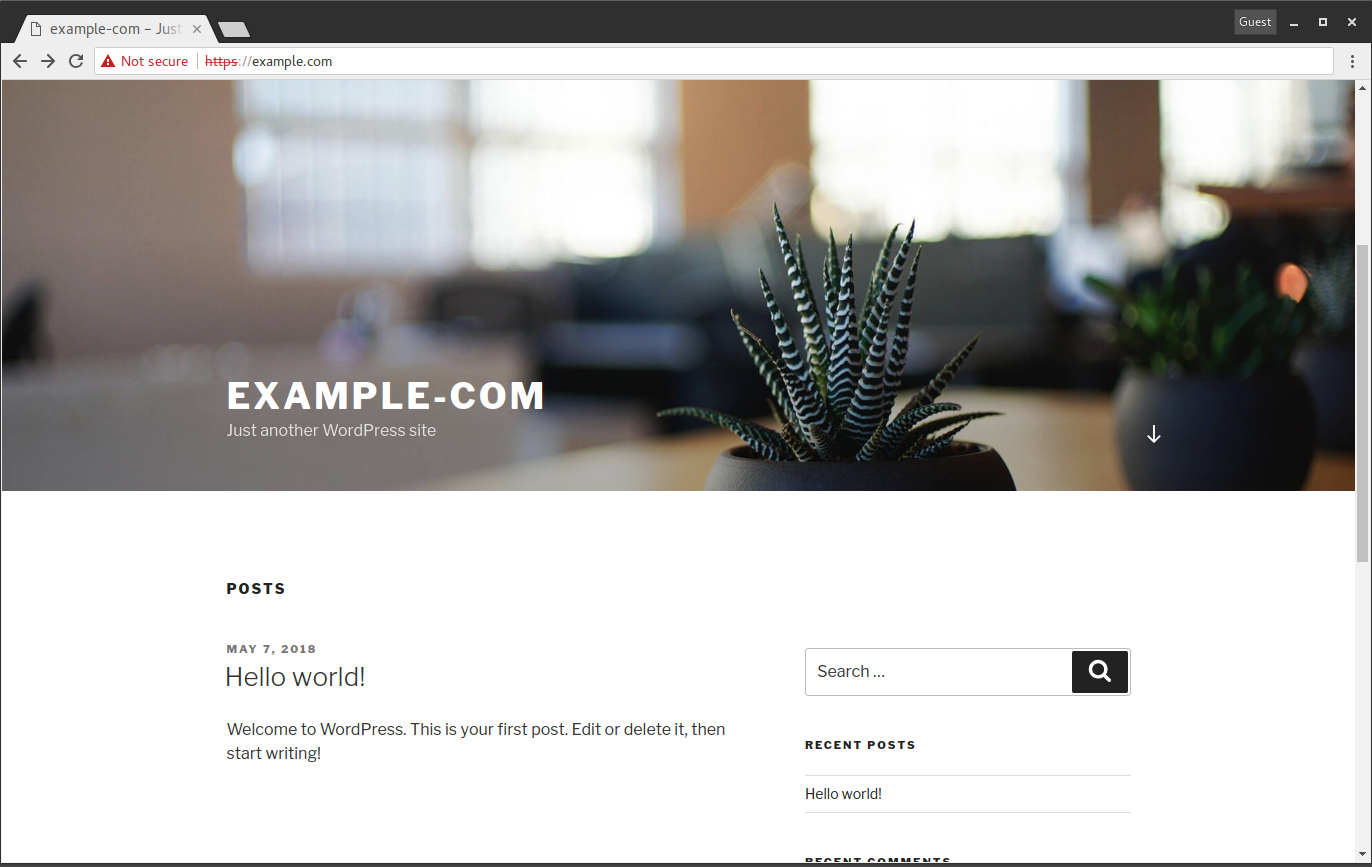 example-com – Just
Guest
Not secure
https://example.com
EXAMPLE-COM
Just another WordPress site
POSTS
MAY 7, 2018
Hello world!
Welcome to WordPress. This is your first post. Edit or delete it, then
start writing!
Search …
RECENT POSTS
Hello world!
RECENT COMMENTS